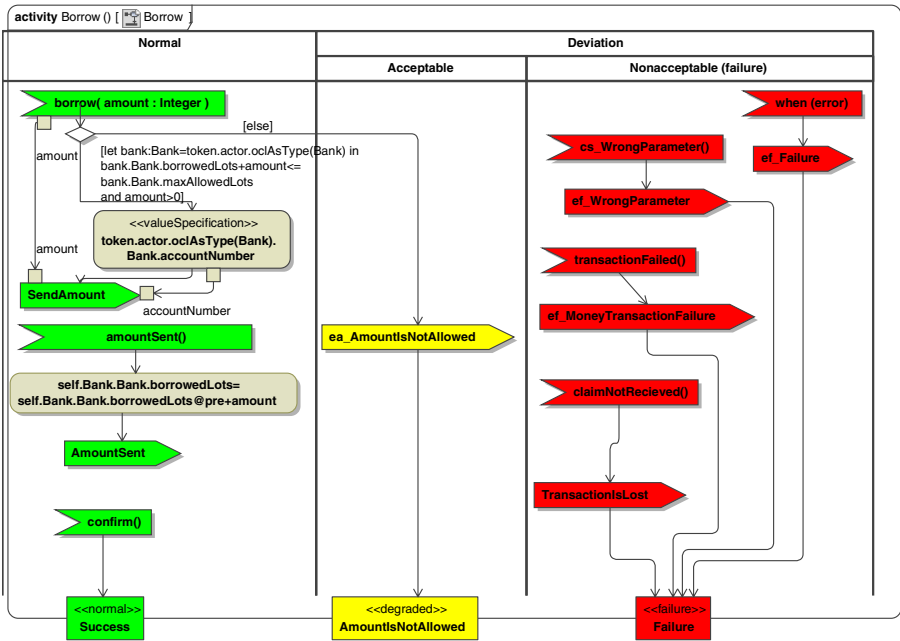 activity Borrow () [ Borrow ]
Normal
Deviation
Acceptable
Nonacceptable (failure)
borrow( amount : Integer )
when (error)
[else]
amount
[let bank:Bank=token.actor.oclAsType(Bank) in
bank.Bank.borrowedLots+amount<=
bank.Bank.maxAllowedLots
and amount>0]
cs_WrongParameter()
ef_Failure
ef_WrongParameter
<<valueSpecification>>
token.actor.oclAsType(Bank).
Bank.accountNumber
amount
transactionFailed()
SendAmount
accountNumber
ef_MoneyTransactionFailure
amountSent()
ea_AmountIsNotAllowed
self.Bank.Bank.borrowedLots=
self.Bank.Bank.borrowedLots@pre+amount
claimNotRecieved()
AmountSent
TransactionIsLost
confirm()
<<normal>>
Success
<<degraded>>
AmountIsNotAllowed
<<failure>>
Failure